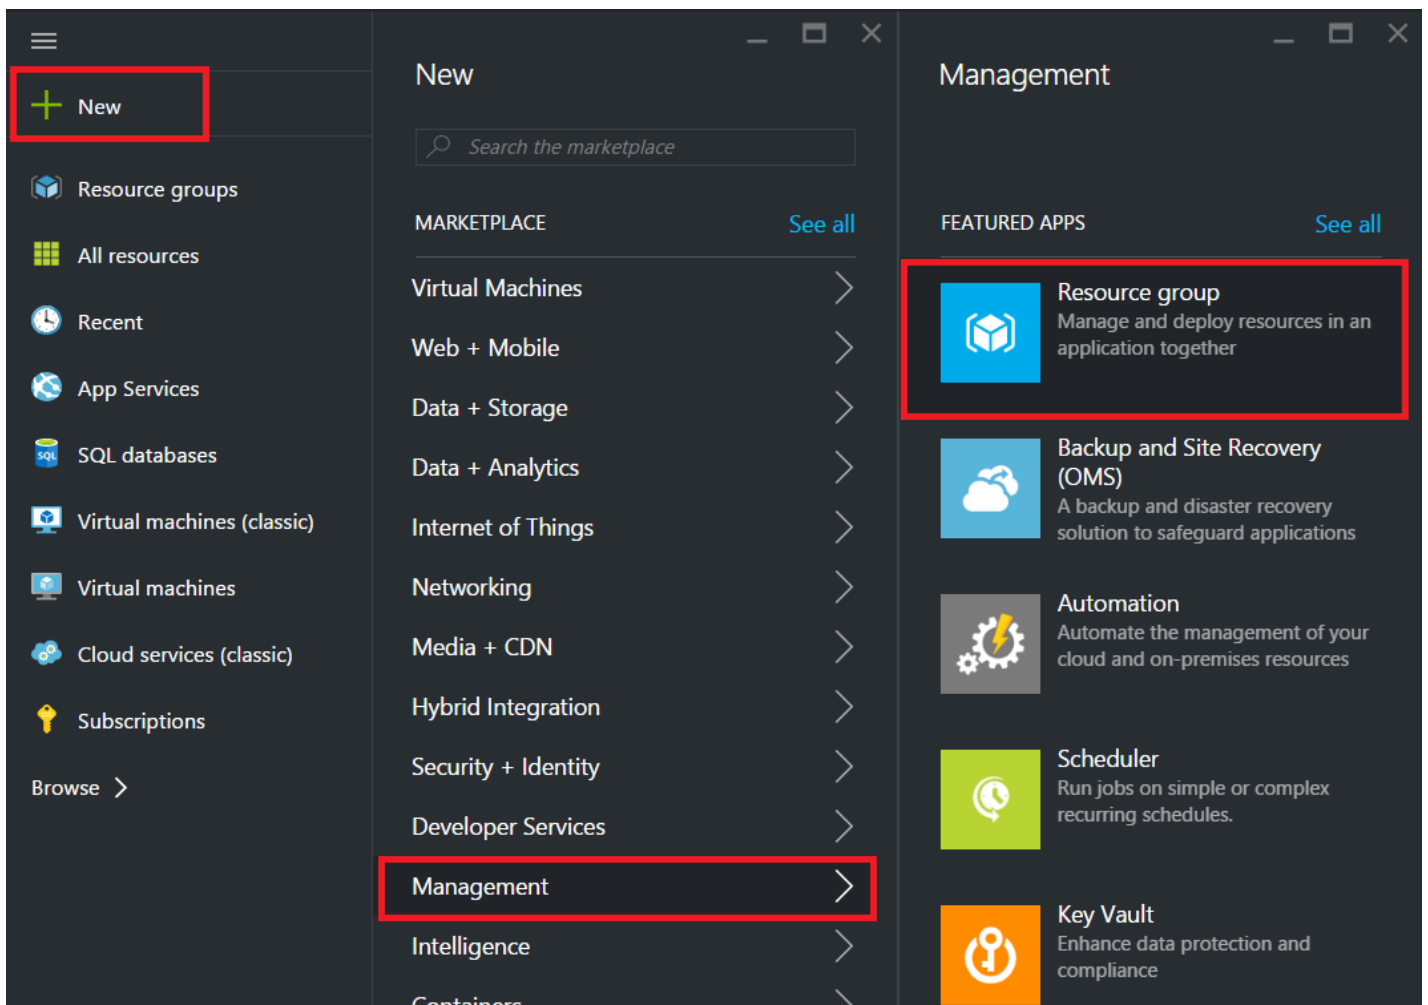 New
Resource groups
All resources
Recent
App Services
SQL
SQL databases
Virtual machines (classic)
Virtual machines
Cloud services (classic)
Subscriptions
Browse
New
Search the marketplace
MARKETPLACE
See all
Virtual Machines
Web + Mobile
Data + Storage
Data + Analytics
Internet of Things
Networking
Media + CDN
Hybrid Integration
Security + Identity
Developer Services
Management
Intelligence
Containers
Management
FEATURED APPS
See all
Resource group
Manage and deploy resources in an
application together
Backup and Site Recovery
(OMS)
A backup and disaster recovery
solution to safeguard applications
Automation
Automate the management of your
cloud and on-premises resources
Scheduler
Run jobs on simple or complex
recurring schedules.
Key Vault
Enhance data protection and
compliance